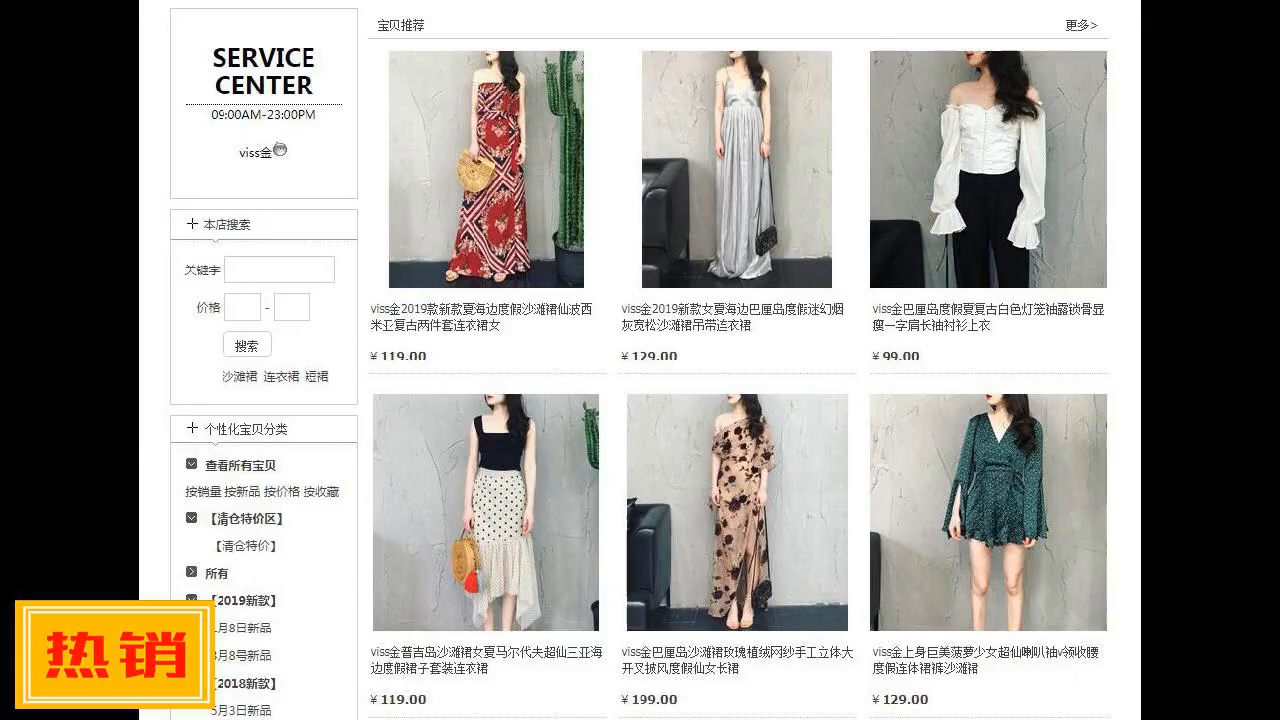 SERVICE
CENTER
09:00AM-23:00PM
viss金
本店搜索
关键字
价格 -
搜索
沙滩裙 连衣裙 短裙
个性化宝贝分类
查看所有宝贝
按销量 按新品 按价格 按收藏
【清仓特价区】
【清仓特价】
所有
【2019新款】
月8日新品
月8号新品
【2018新款】
5月3日新品
热销
宝贝推荐
更多>
viss金2019款新款夏海边度假沙滩裙仙波西
米亚复古两件套连衣裙女
¥ 119.00
viss金2019新款女夏海边巴厘岛度假迷幻烟
灰宽松沙滩裙吊带连衣裙
¥ 129.00
viss金巴厘岛度假夏夏古白色灯笼袖露锁骨显
瘦一字肩长袖衬衫上衣
¥ 99.00
viss金普吉岛沙滩裙女夏马尔代夫超仙三亚海
边度假裙子套装连衣裙
¥ 119.00
viss金巴厘岛沙滩裙玫瑰植绒网纱手工立体大
开叉披风度假仙女长裙
¥ 199.00
viss金上身巨美菠萝少女超仙喇叭袖v领收腰
度假连体裙裤沙滩裙
¥ 129.00